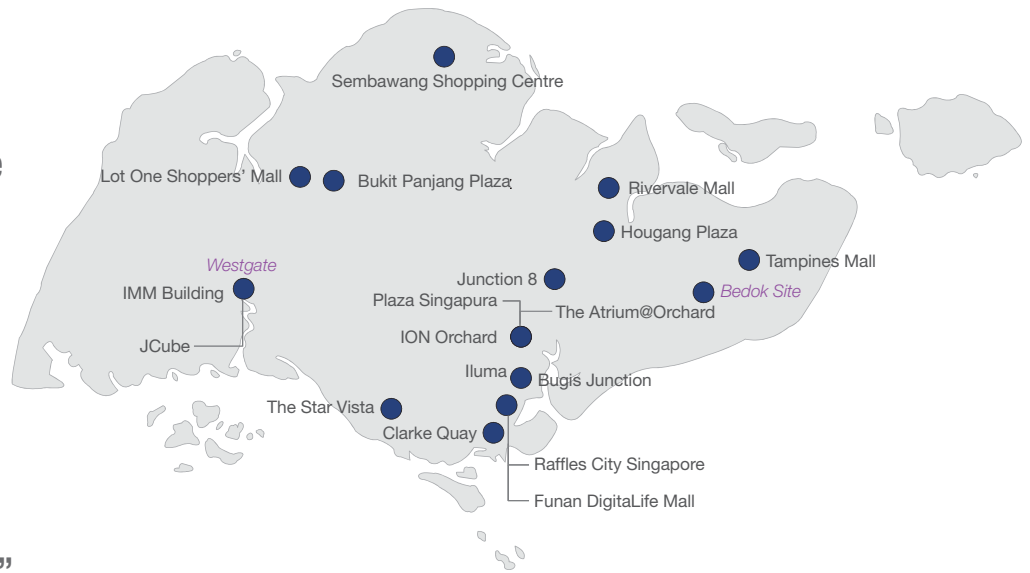 Sembawang Shopping Centre
e
Lot One Shoppers' Mall
Bukit Panjang Plaza
Rivervale Mall
Hougang Plaza
Westgate
Tampines Mall
Junction 8
IMM Building
Bedok Site
Plaza Singapura
The Atrium@Orchard
ION Orchard
JCube
Iluma
Bugis Junction
The Star Vista
Clarke Quay
Raffles City Singapore
Funan DigitaLife Mall
”